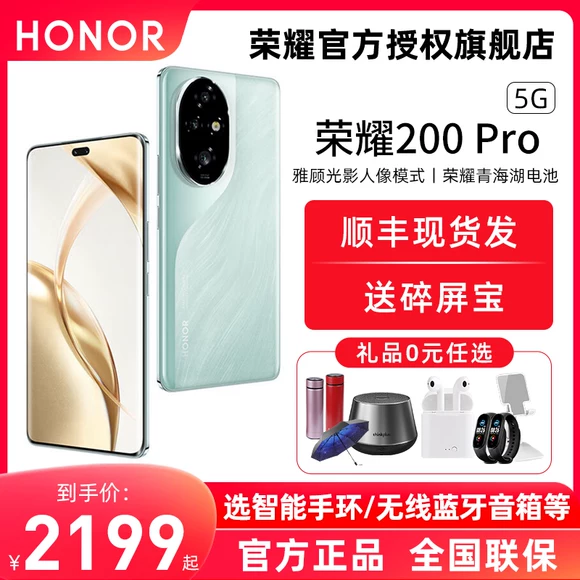 HONOR
荣耀官方授权旗舰店
5G
荣耀200 Pro
雅顾光影人像模式丨荣耀青海湖电池
顺丰现货发
送碎屏宝
礼品0元任选
HONOR
到手价：
¥2199起
选智能手环/无线蓝牙音箱等
官方正品 全国联保